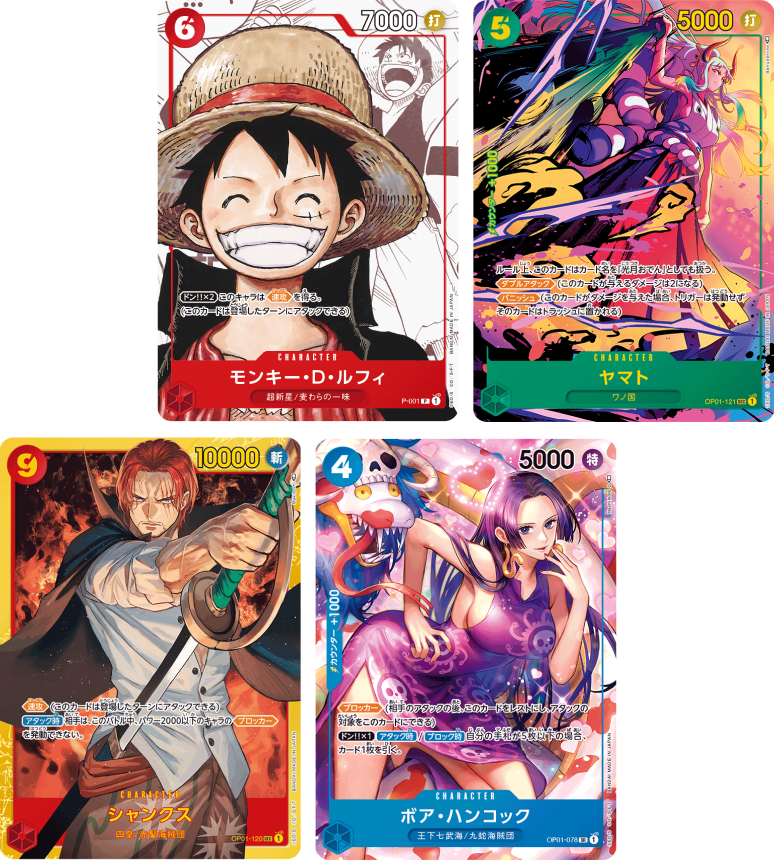 6
7000
打
ドン!!×2 このキャラは 速攻 を得る。
(このカードは登場したターンにアタックできる)
CHARACTER
モンキー・D・ルフィ
超新星/麦わらの一味
P-001 P 1
BANDAI MADE IN JAPAN
5
5000
打
カウンター +1000
ルール上、このカードはカード名を「光月おでん」としても扱う。
ダブルアタック (このカードが与えるダメージは2になる)
バニッシュ (このカードがダメージを与えた場合、トリガーは発動せず
そのカードはトラッシュに置かれる)
CHARACTER
ヤマト
ワノ国
OP01-121 SEC 1
9
10000
斬
速攻 (このカードは登場したターンにアタックできる)
アタック時 相手は、このバトル中、パワー2000以下のキャラの ブロッカー
を発動できない。
CHARACTER
シャンクス
四皇/赤髪海賊団
OP01-120 SEC 1
BANDAI MADE IN JAPAN
4
5000
特
カウンター +1000
ブロッカー (相手のアタックの後、このカードをレストにし、アタックの
対象をこのカードにできる)
ドン!!×1 アタック時 / ブロック時 自分の手札が5枚以下の場合、
カード1枚を引く。
CHARACTER
ボア・ハンコック
王下七武海/九蛇海賊団
OP01-078 1
BANDAI MADE IN JAPAN